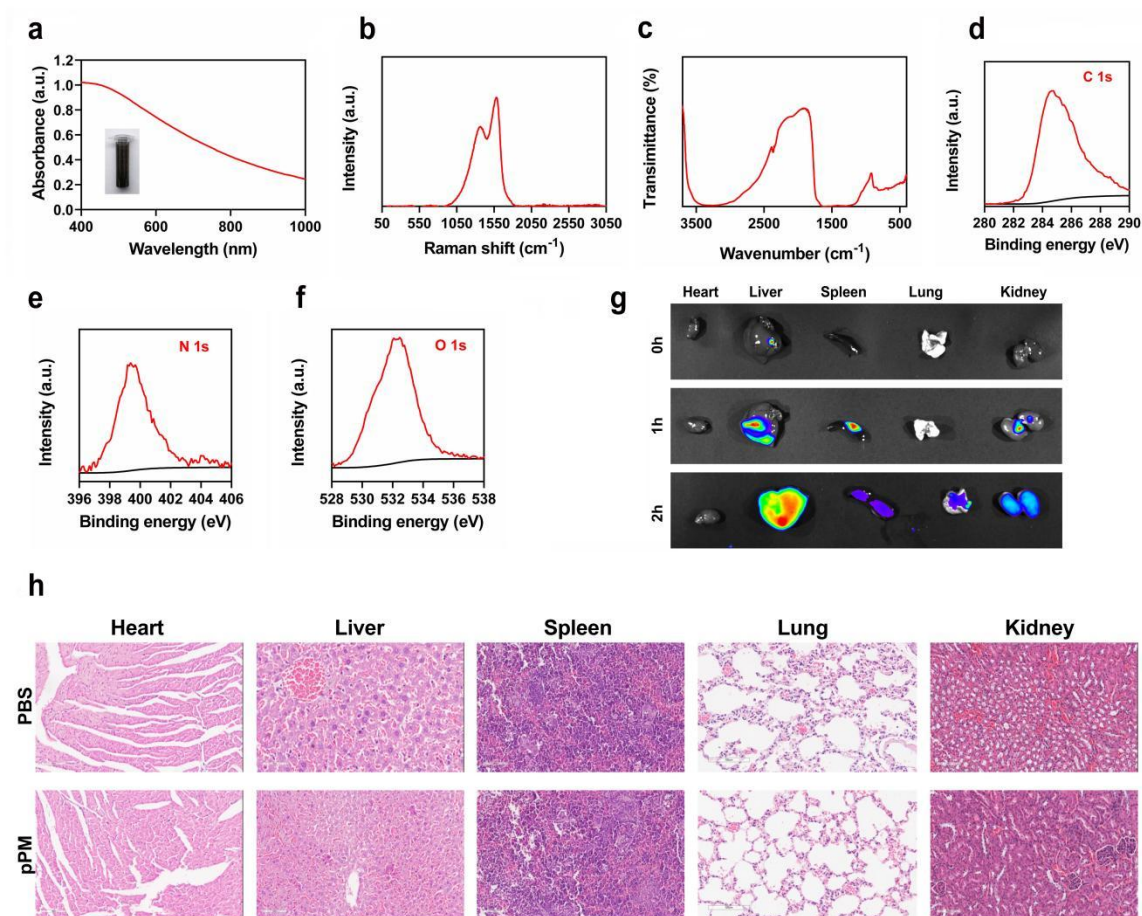 a
Absorbance (a.u.)
1.2
1.0
0.8
0.6
0.4
0.2
0.0
400 600 800 1000
Wavelength (nm)
b
Intensity (a.u.)
50 550 1050 1550 2050 2550 3050
Raman shift (cm-1)
c
Transimittance (%)
3500 2500 1500 500
Wavenumber (cm-1)
d
C 1s
Intensity (a.u.)
280 282 284 286 288 290
Binding energy (eV)
e
N 1s
Intensity (a.u.)
396 398 400 402 404 406
Binding energy (eV)
f
O 1s
Intensity (a.u.)
528 530 532 534 536 538
Binding energy (eV)
g
Heart Liver Spleen Lung Kidney
0h
1h
2h
h
Heart Liver Spleen Lung Kidney
PBS
pPM